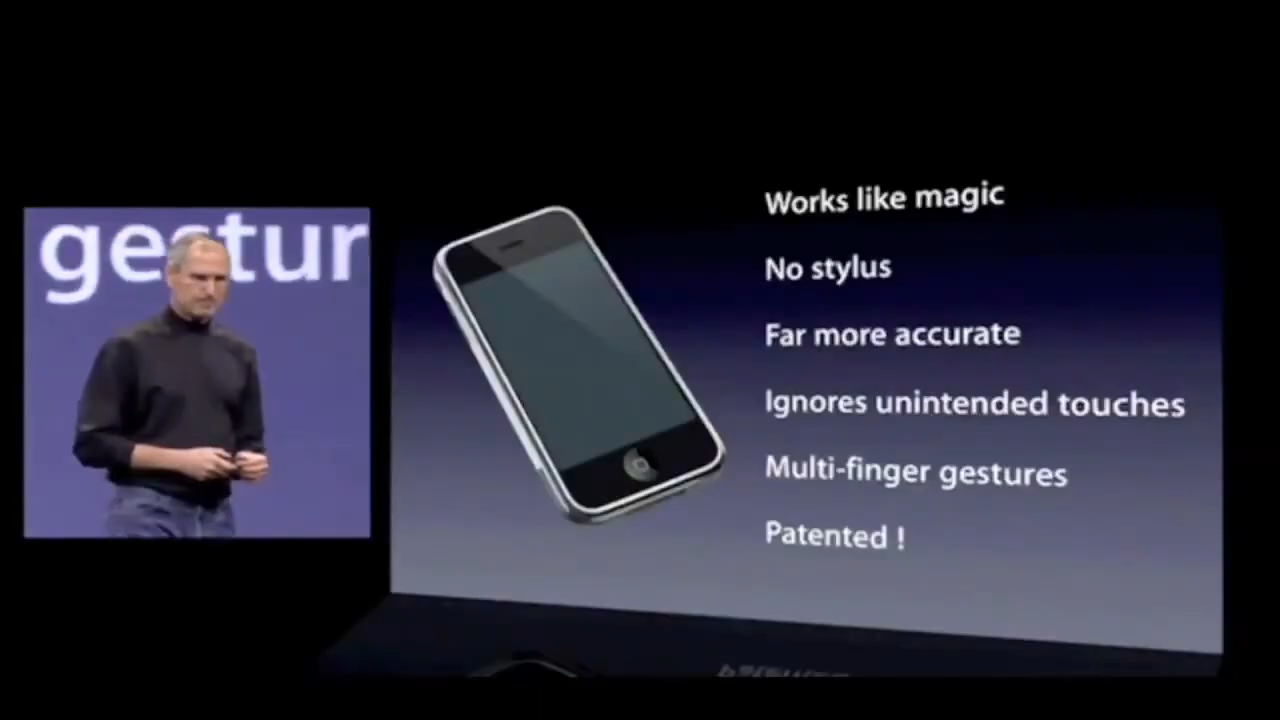 gestur
Works like magic
No stylus
Far more accurate
Ignores unintended touches
Multi-finger gestures
Patented !